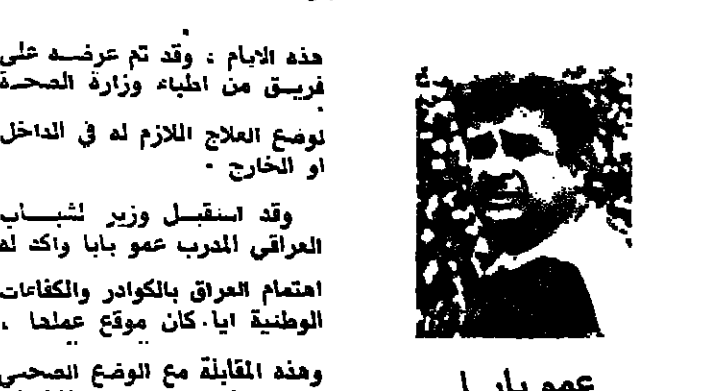 هذه الايام ، وقد تم عرضه على
فريق من اطباء وزارة الصحة
لوضع العلاج اللازم له في الداخل
او الخارج .
وقد استقبل وزير لشباب
العراقي المدرب عمو بابا واكد له
اهتمام العراق بالكوادر والكفاءات
الوطنية ايا كان موقع عملها ،
وهذه المقابلة مع الوضع الصحي
عمو بابا